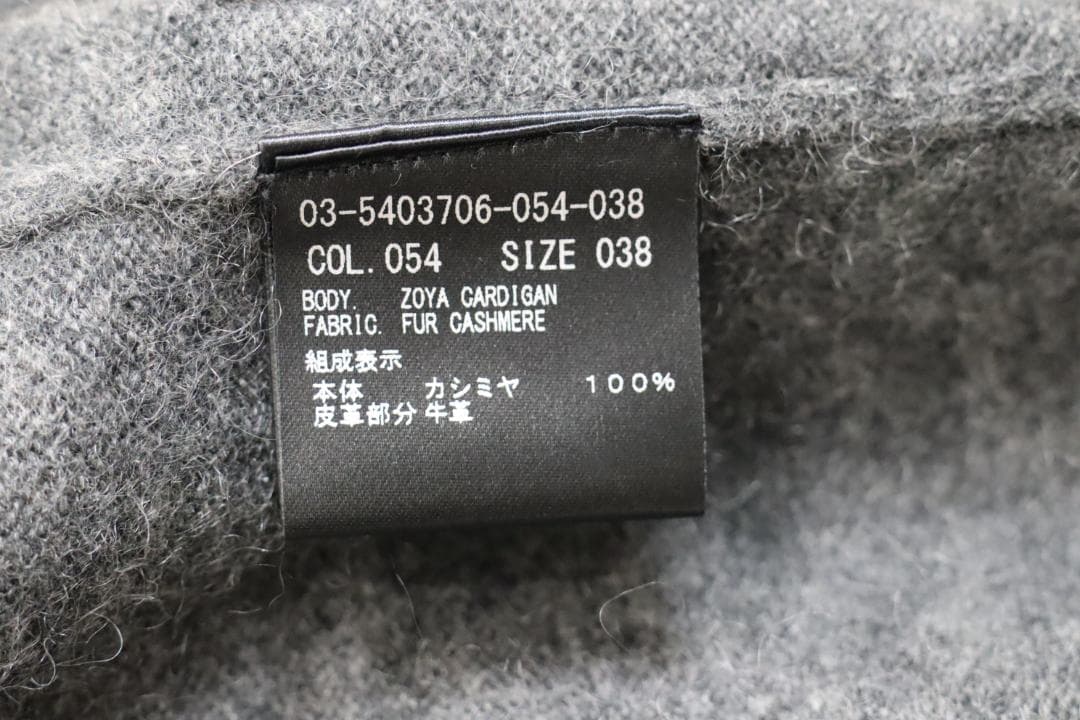 03-5403706-054-038
COL. 054 SIZE 038
BODY. ZOYA CARDIGAN
FABRIC. FUR CASHMERE
組成表示
本体 カシミヤ 100%
皮革部分 牛革